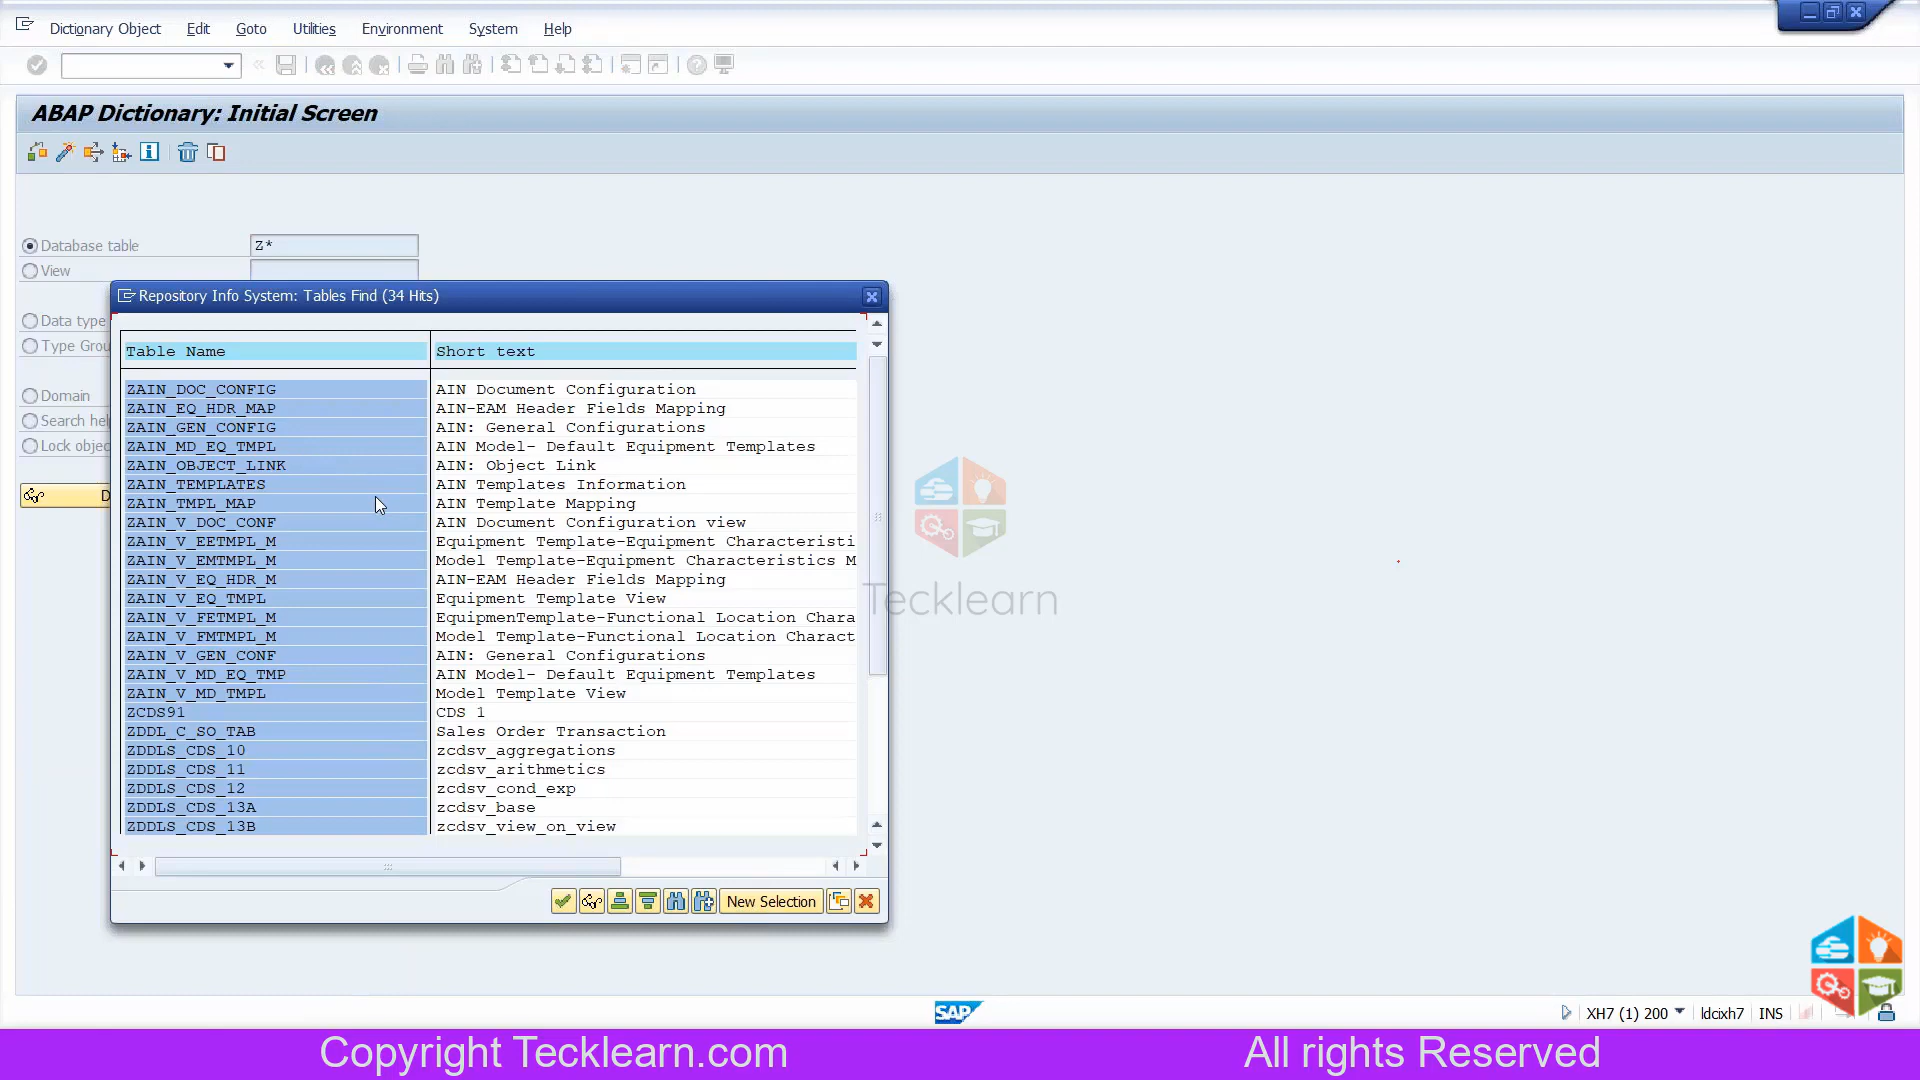 Dictionary Object Edit Goto Utilities Environment System Help
ABAP Dictionary: Initial Screen
Database table Z*
View
Data type
Type Grou
Domain
Search hel
Lock objec
D
Repository Info System: Tables Find (34 Hits)
Table Name Short text
ZAIN_DOC_CONFIG AIN Document Configuration
ZAIN_EQ_HDR_MAP AIN-EAM Header Fields Mapping
ZAIN_GEN_CONFIG AIN: General Configurations
ZAIN_MD_EQ_TMPL AIN Model- Default Equipment Templates
ZAIN_OBJECT_LINK AIN: Object Link
ZAIN_TEMPLATES AIN Templates Information
ZAIN_TMPL_MAP AIN Template Mapping
ZAIN_V_DOC_CONF AIN Document Configuration view
ZAIN_V_EETMPL_M Equipment Template-Equipment Characteristi
ZAIN_V_EMTMPL_M Model Template-Equipment Characteristics M
ZAIN_V_EQ_HDR_M AIN-EAM Header Fields Mapping
ZAIN_V_EQ_TMPL Equipment Template View
ZAIN_V_FETMPL_M EquipmenTemplate-Functional Location Chara
ZAIN_V_FMTMPL_M Model Template-Functional Location Charact
ZAIN_V_GEN_CONF AIN: General Configurations
ZAIN_V_MD_EQ_TMP AIN Model- Default Equipment Templates
ZAIN_V_MD_TMPL Model Template View
ZCDS91 CDS 1
ZDDL_C_SO_TAB Sales Order Transaction
ZDDLS_CDS_10 zcdsv_aggregations
ZDDLS_CDS_11 zcdsv_arithmetics
ZDDLS_CDS_12 zcdsv_cond_exp
ZDDLS_CDS_13A zcdsv_base
ZDDLS_CDS_13B zcdsv_view_on_view
New Selection
Tecklearn
SAP
XH7 (1) 200 ldcixh7 INS
Copyright Tecklearn.com All rights Reserved